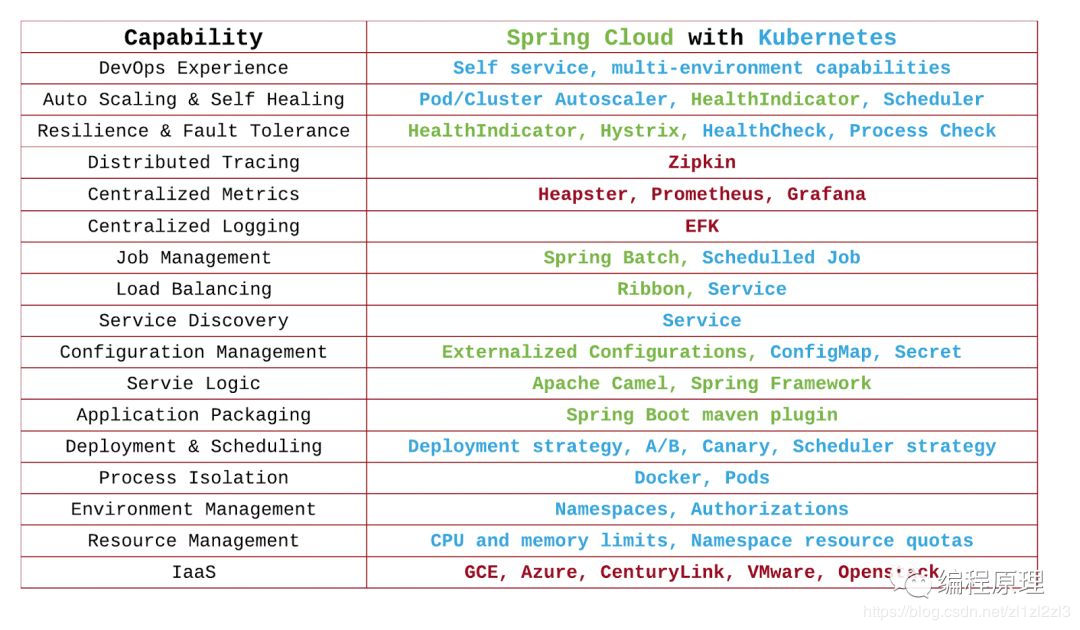 Capability Spring Cloud with Kubernetes
DevOps Experience Self service, multi-environment capabilities
Auto Scaling & Self Healing Pod/Cluster Autoscaler, HealthIndicator, Scheduler
Resilience & Fault Tolerance HealthIndicator, Hystrix, HealthCheck, Process Check
Distributed Tracing Zipkin
Centralized Metrics Heapster, Prometheus, Grafana
Centralized Logging EFK
Job Management Spring Batch, Schedulled Job
Load Balancing Ribbon, Service
Service Discovery Service
Configuration Management Externalized Configurations, ConfigMap, Secret
Servie Logic Apache Camel, Spring Framework
Application Packaging Spring Boot maven plugin
Deployment & Scheduling Deployment strategy, A/B, Canary, Scheduler strategy
Process Isolation Docker, Pods
Environment Management Namespaces, Authorizations
Resource Management CPU and memory limits, Namespace resource quotas
IaaS GCE, Azure, CenturyLink, VMware, Openstack
编程原理
https://blog.csdn.net/zl1zl2zl3